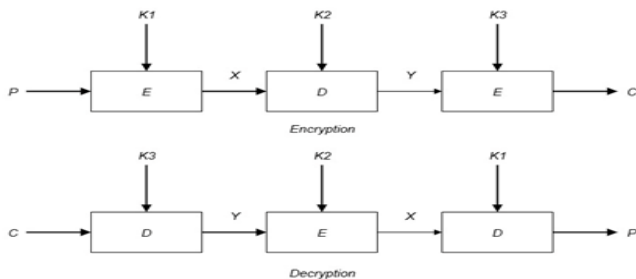 K1 K2 K3
X Y
P E D E C
Encryption
K3 K2 K1
Y X
C D E D P
Decryption